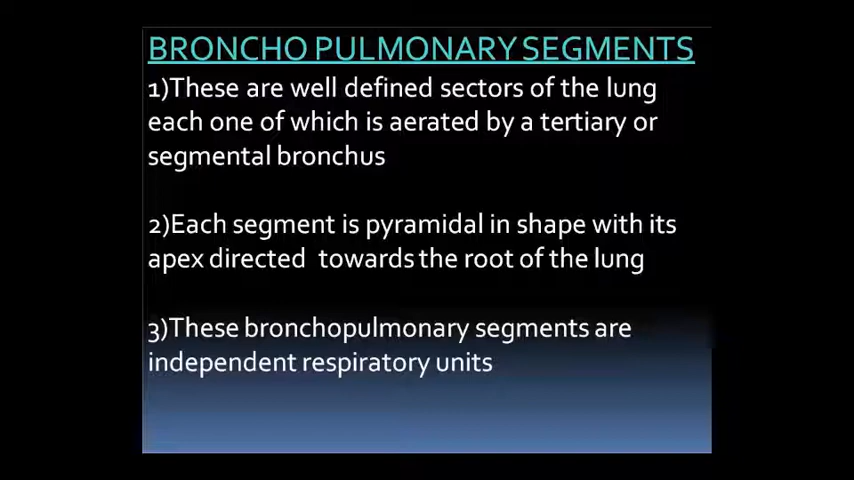 BRONCHO PULMONARY SEGMENTS
1)These are well defined sectors of the lung
each one of which is aerated by a tertiary or
segmental bronchus
2)Each segment is pyramidal in shape with its
apex directed towards the root of the lung
3)These bronchopulmonary segments are
independent respiratory units